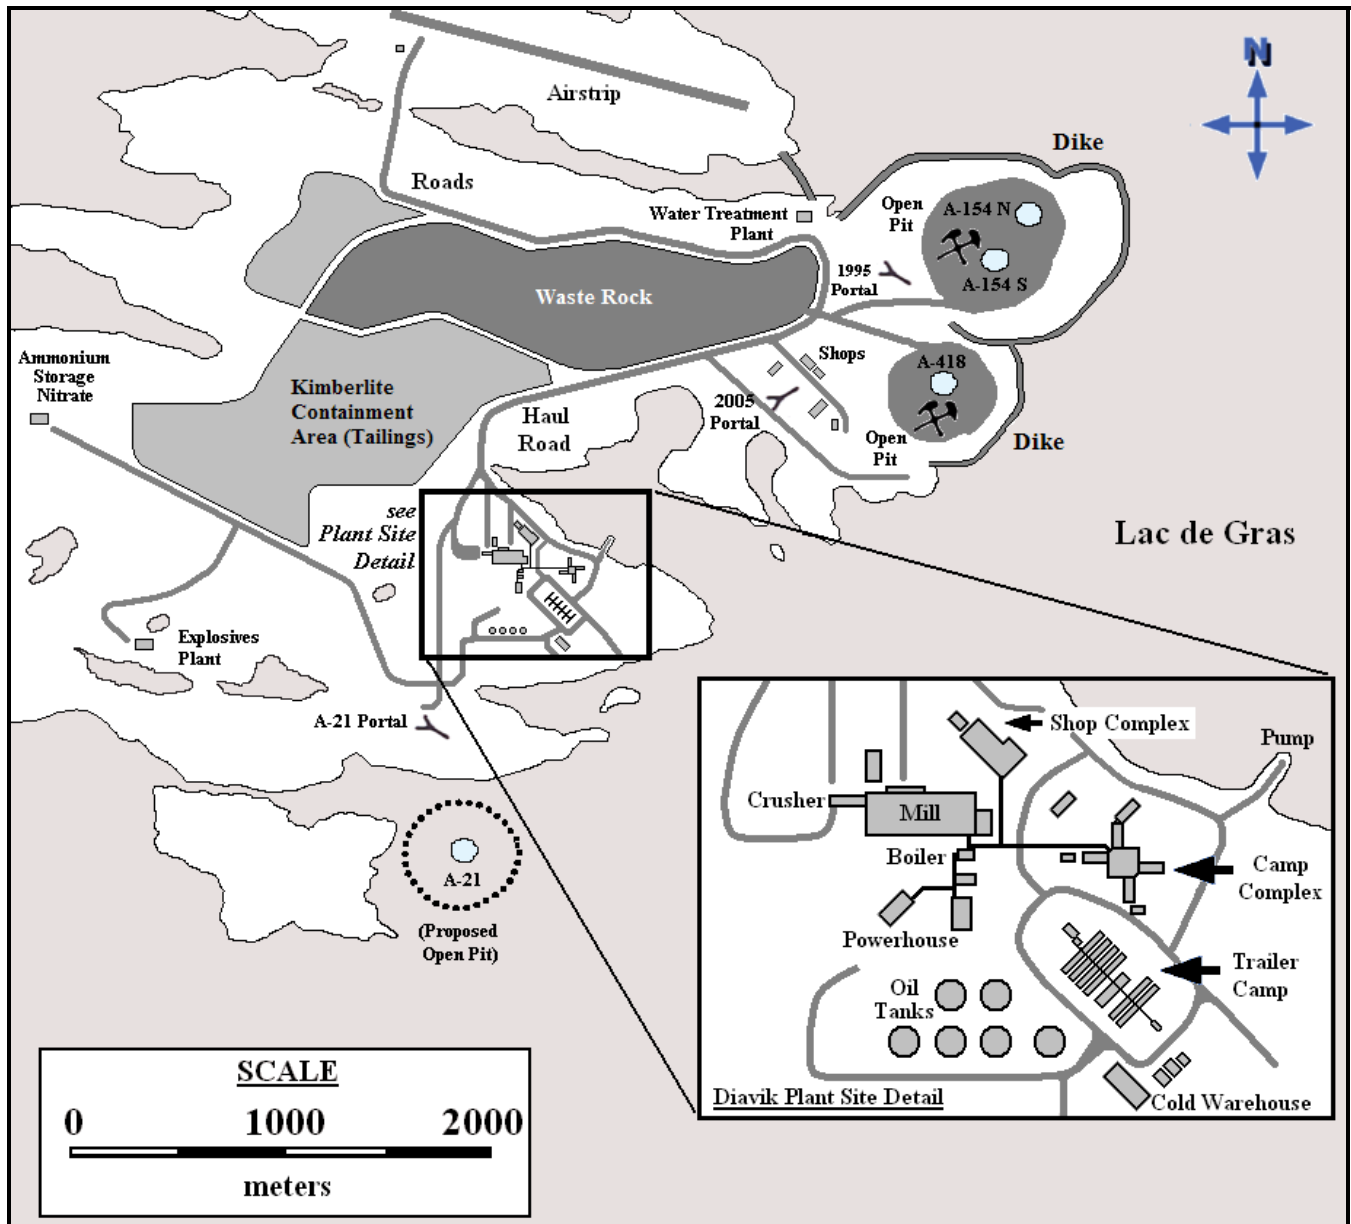 N
Airstrip
Dike
Roads
Open
Pit
A-154 N
Water Treatment
Plant
1995
Portal
A-154 S
Waste Rock
Ammonium
Storage
Nitrate
Shops
A-418
Kimberlite
Containment
Area (Tailings)
2005
Portal
Haul
Road
Open
Pit
Dike
see
Plant Site
Detail
Lac de Gras
Explosives
Plant
A-21 Portal
A-21
(Proposed
Open Pit)
Shop Complex
Pump
Crusher
Mill
Boiler
Camp
Complex
Powerhouse
Trailer
Camp
Oil
Tanks
Diavik Plant Site Detail
Cold Warehouse
SCALE
0 1000 2000
meters